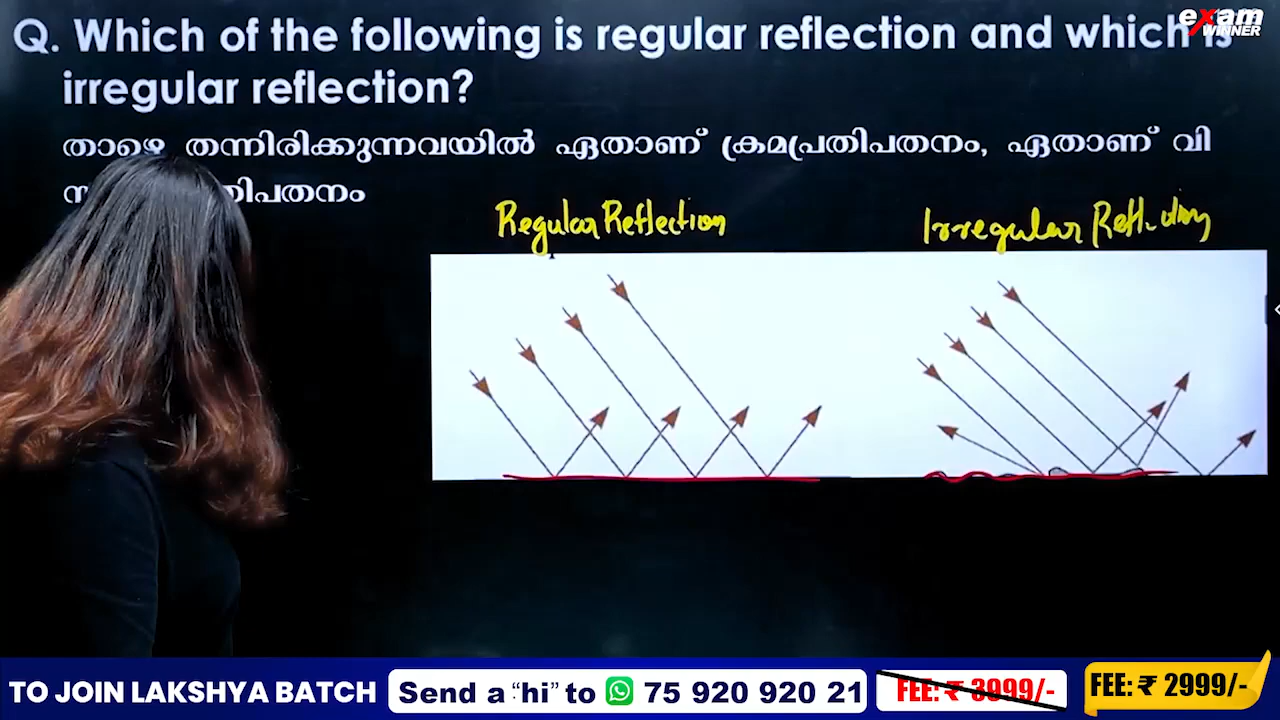 exam
WINNER
Q. Which of the following is regular reflection and which is
irregular reflection?
താഴെ തന്നിരിക്കുന്നവയിൽ ഏതാണ് ക്രമപ്രതിപതനം, ഏതാണ് വി
Regular Reflection
Irregular
TO JOIN LAKSHYA BATCH
Send a “hi” to 75 920 920 21
FEE: ₹ 3999/-
FEE: ₹ 2999/-